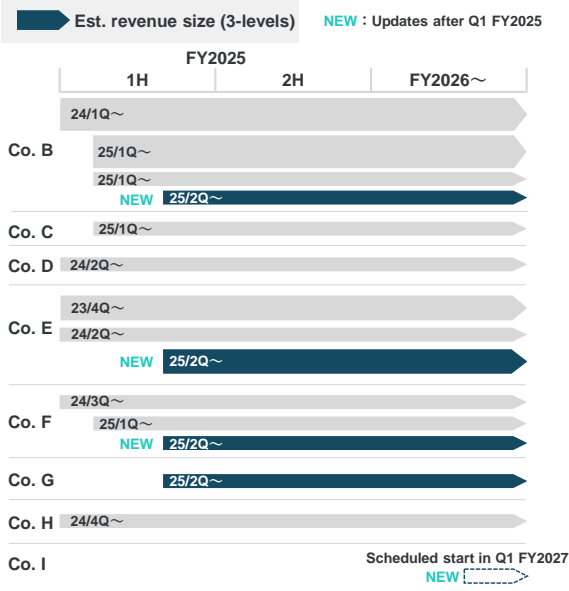 Est. revenue size (3-levels)
NEW：Updates after Q1 FY2025
FY2025
1H
2H
FY2026～
24/1Q～
Co. B
25/1Q～
25/1Q～
NEW
25/2Q～
Co. C
25/1Q～
Co. D
24/2Q～
23/4Q～
Co. E
24/2Q～
NEW
25/2Q～
24/3Q～
Co. F
25/1Q～
NEW
25/2Q～
Co. G
25/2Q～
Co. H
24/4Q～
Co. I
Scheduled start in Q1 FY2027
NEW